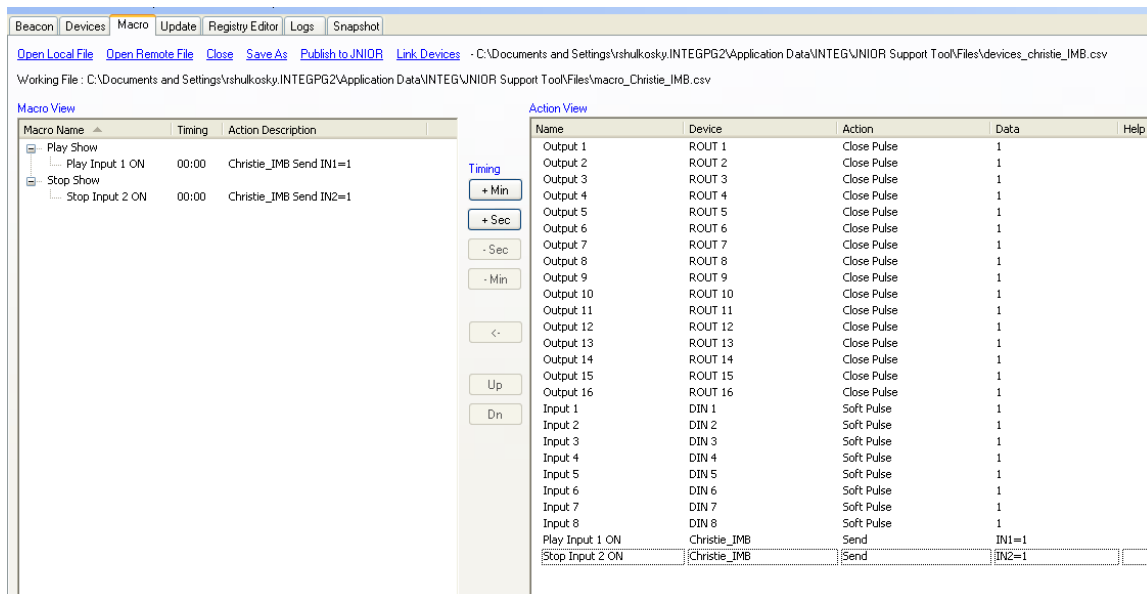 Beacon Devices Macro Update Registry Editor Logs Snapshot
Open Local File Open Remote File Close Save As Publish to JNIOR Link Devices - C:\Documents and Settings\rshulkosky.INTEGPG2\Application Data\INTEG\JNIOR Support Tool\Files\devices_christie_IMB.csv
Working File : C:\Documents and Settings\rshulkosky.INTEGPG2\Application Data\INTEG\JNIOR Support Tool\Files\macro_Christie_IMB.csv
Macro View
Macro Name Timing Action Description
Play Show
Play Input 1 ON 00:00 Christie_IMB Send IN1=1
Stop Show
Stop Input 2 ON 00:00 Christie_IMB Send IN2=1
Timing
+ Min
+ Sec
- Sec
- Min
<-
Up
Dn
Action View
Name Device Action Data Help
Output 1 ROUT 1 Close Pulse 1
Output 2 ROUT 2 Close Pulse 1
Output 3 ROUT 3 Close Pulse 1
Output 4 ROUT 4 Close Pulse 1
Output 5 ROUT 5 Close Pulse 1
Output 6 ROUT 6 Close Pulse 1
Output 7 ROUT 7 Close Pulse 1
Output 8 ROUT 8 Close Pulse 1
Output 9 ROUT 9 Close Pulse 1
Output 10 ROUT 10 Close Pulse 1
Output 11 ROUT 11 Close Pulse 1
Output 12 ROUT 12 Close Pulse 1
Output 13 ROUT 13 Close Pulse 1
Output 14 ROUT 14 Close Pulse 1
Output 15 ROUT 15 Close Pulse 1
Output 16 ROUT 16 Close Pulse 1
Input 1 DIN 1 Soft Pulse 1
Input 2 DIN 2 Soft Pulse 1
Input 3 DIN 3 Soft Pulse 1
Input 4 DIN 4 Soft Pulse 1
Input 5 DIN 5 Soft Pulse 1
Input 6 DIN 6 Soft Pulse 1
Input 7 DIN 7 Soft Pulse 1
Input 8 DIN 8 Soft Pulse 1
Play Input 1 ON Christie_IMB Send IN1=1
Stop Input 2 ON Christie_IMB Send IN2=1